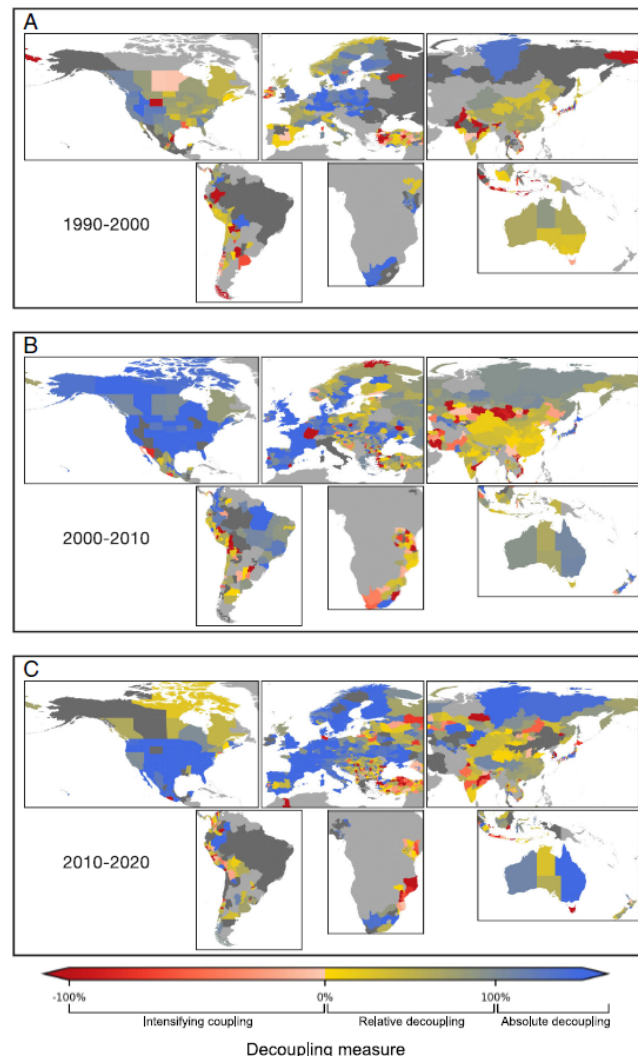 A
1990-2000
B
2000-2010
C
2010-2020
-100%
0%
100%
Intensifying coupling
Relative decoupling
Absolute decoupling
Decoupling measure